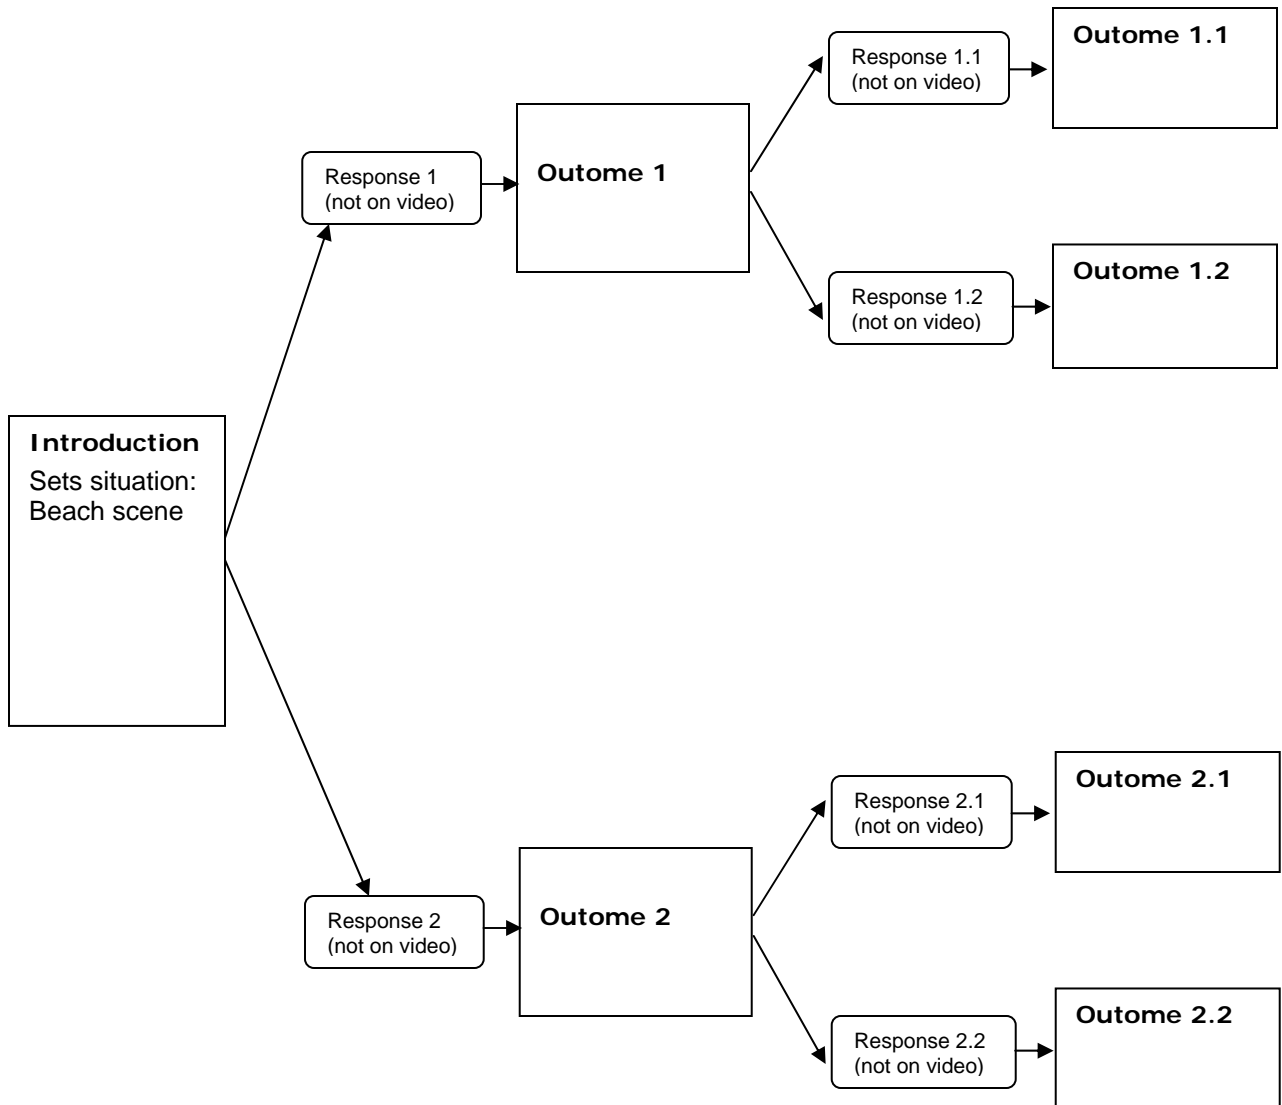 Introduction
Sets situation:
Beach scene
Response 1
(not on video)
Outome 1
Response 1.1
(not on video)
Outome 1.1
Response 1.2
(not on video)
Outome 1.2
Response 2
(not on video)
Outome 2
Response 2.1
(not on video)
Outome 2.1
Response 2.2
(not on video)
Outome 2.2